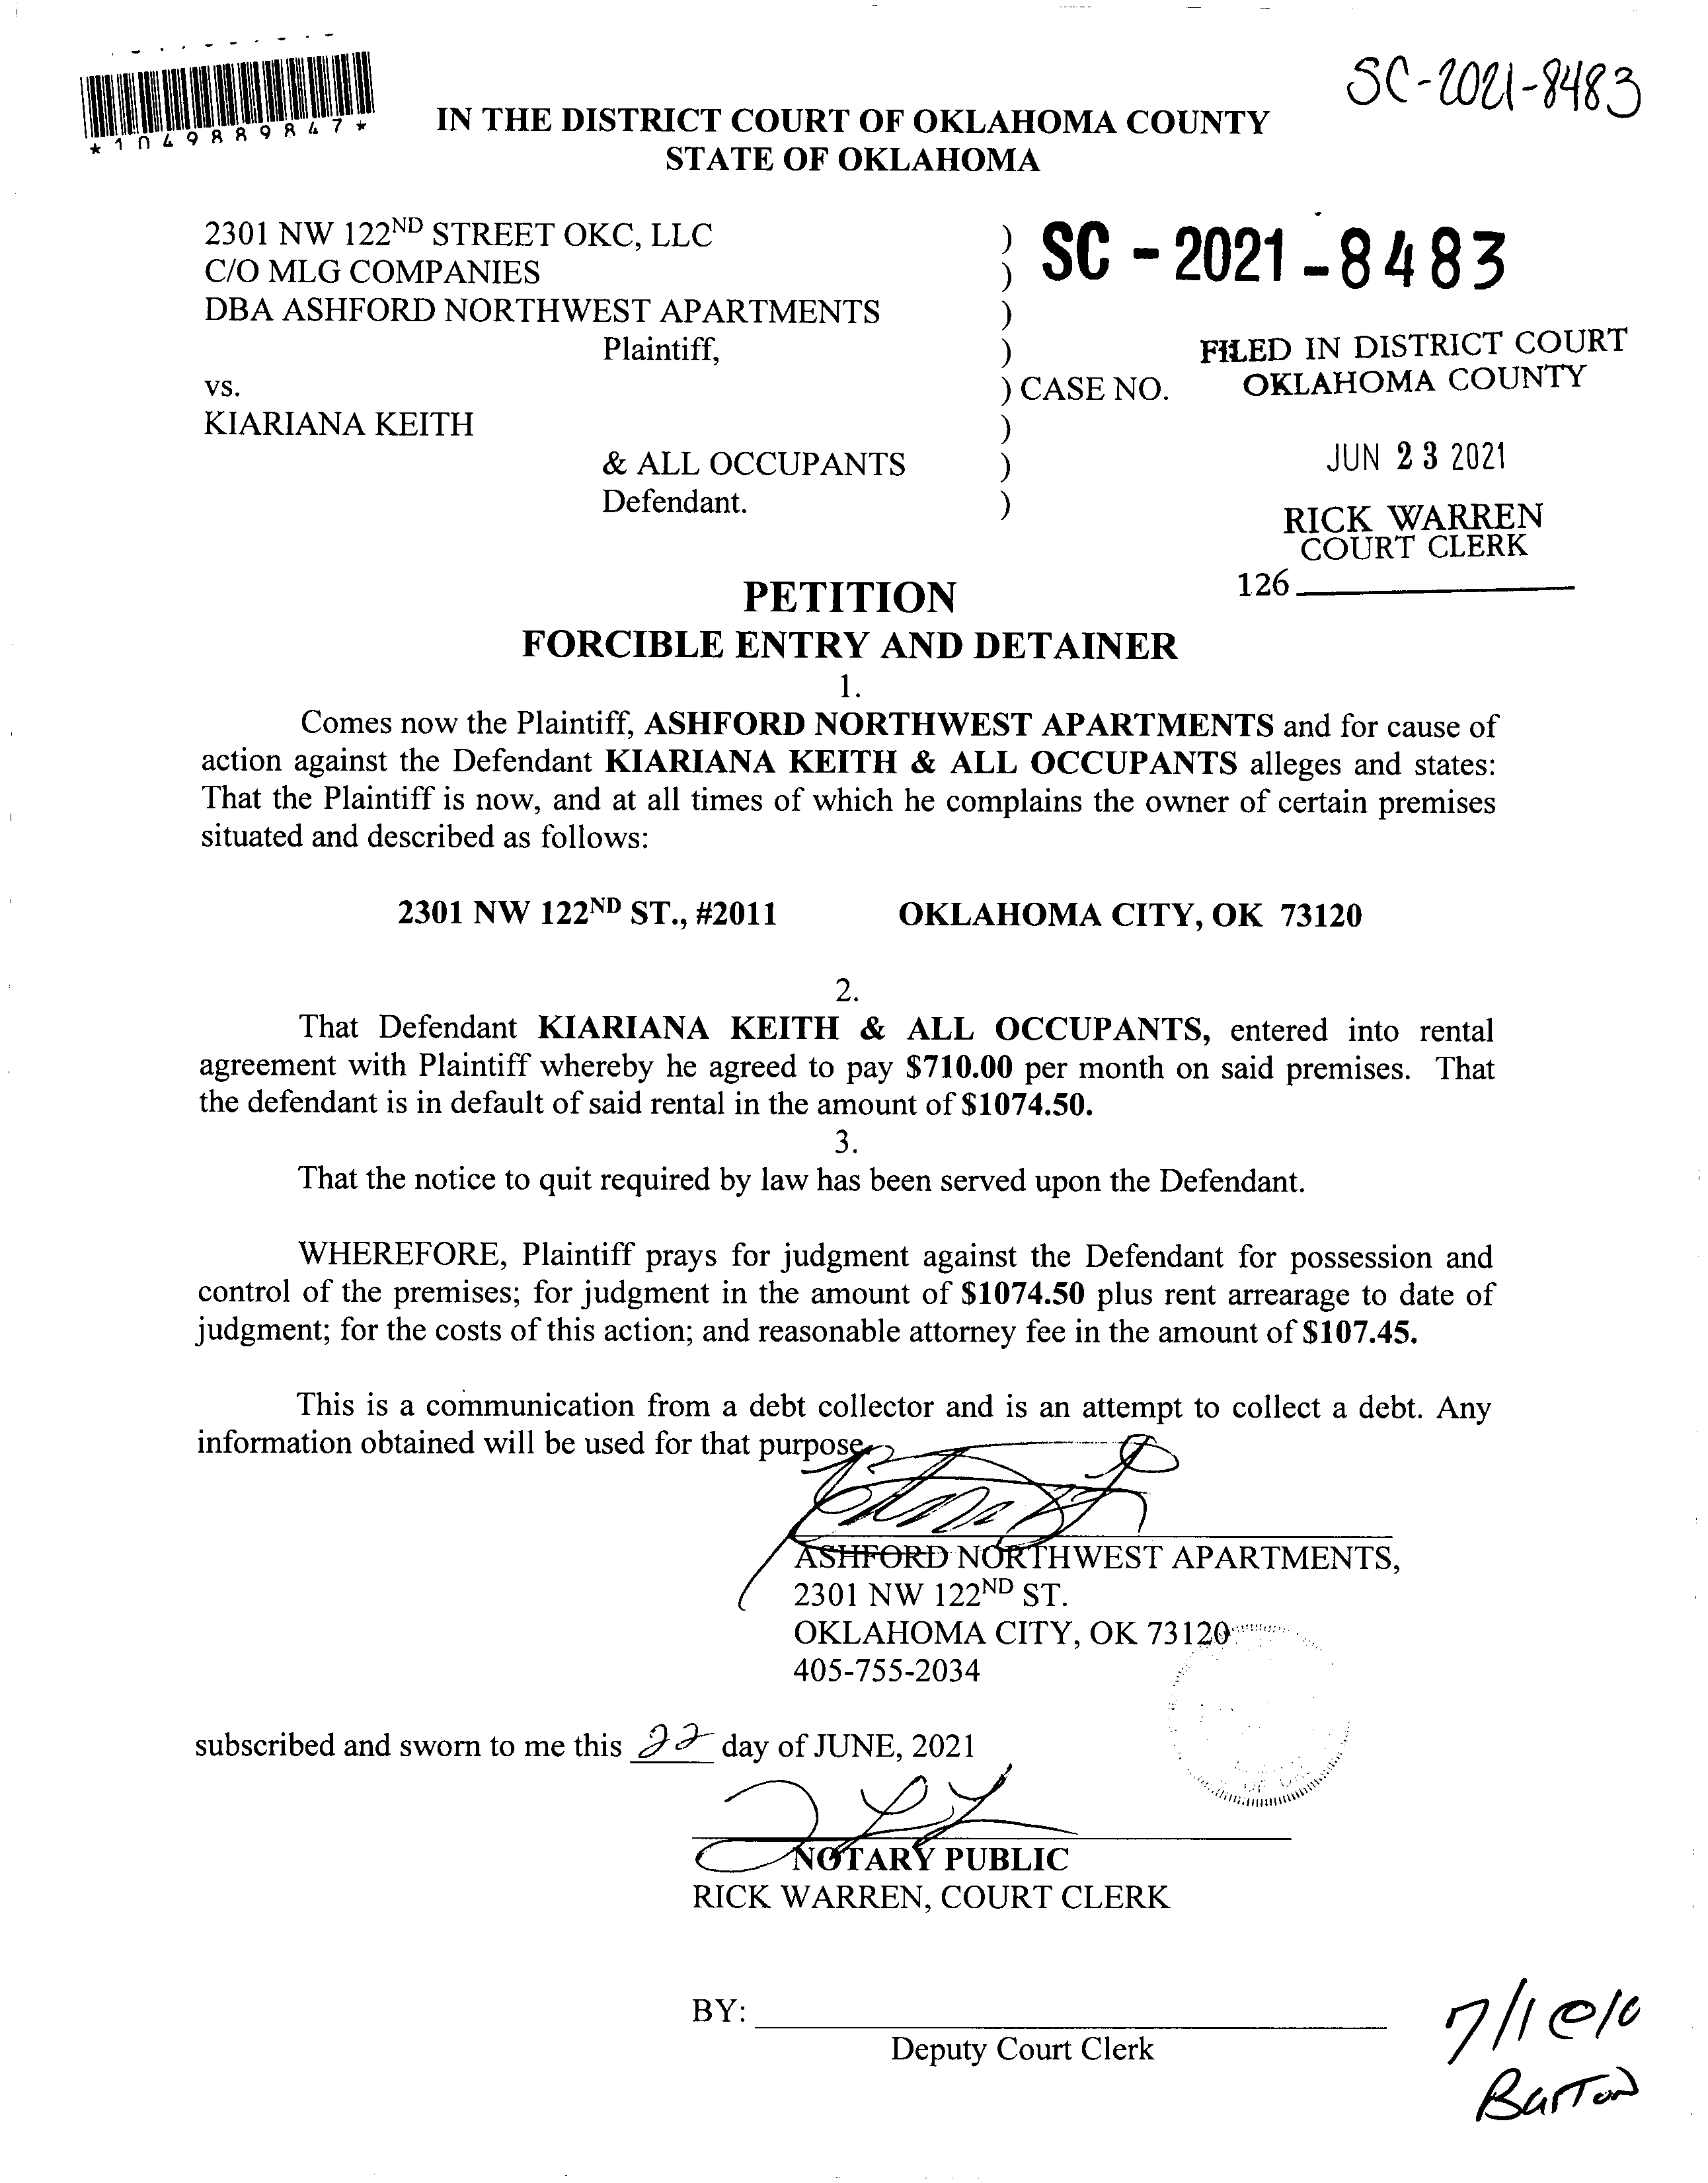 SC-2021-8483
*1049889847*
IN THE DISTRICT COURT OF OKLAHOMA COUNTY
STATE OF OKLAHOMA
2301 NW 122ND STREET OKC, LLC )
C/O MLG COMPANIES )
DBA ASHFORD NORTHWEST APARTMENTS )
Plaintiff, )
vs. ) CASE NO.
KIARIANA KEITH )
& ALL OCCUPANTS )
Defendant. )
SC - 2021 - 8483
FILED IN DISTRICT COURT
OKLAHOMA COUNTY
JUN 23 2021
RICK WARREN
COURT CLERK
126
PETITION
FORCIBLE ENTRY AND DETAINER
1.
Comes now the Plaintiff, ASHFORD NORTHWEST APARTMENTS and for cause of
action against the Defendant KIARIANA KEITH & ALL OCCUPANTS alleges and states:
That the Plaintiff is now, and at all times of which he complains the owner of certain premises
situated and described as follows:
2301 NW 122ND ST., #2011 OKLAHOMA CITY, OK 73120
2.
That Defendant KIARIANA KEITH & ALL OCCUPANTS, entered into rental
agreement with Plaintiff whereby he agreed to pay $710.00 per month on said premises. That
the defendant is in default of said rental in the amount of $1074.50.
3.
That the notice to quit required by law has been served upon the Defendant.
WHEREFORE, Plaintiff prays for judgment against the Defendant for possession and
control of the premises; for judgment in the amount of $1074.50 plus rent arrearage to date of
judgment; for the costs of this action; and reasonable attorney fee in the amount of $107.45.
This is a communication from a debt collector and is an attempt to collect a debt. Any
information obtained will be used for that purpose.
ASHFORD NORTHWEST APARTMENTS,
2301 NW 122ND ST.
OKLAHOMA CITY, OK 73120
405-755-2034
subscribed and sworn to me this 22 day of JUNE, 2021
NOTARY PUBLIC
RICK WARREN, COURT CLERK
BY:
Deputy Court Clerk
7/1@10
Barton